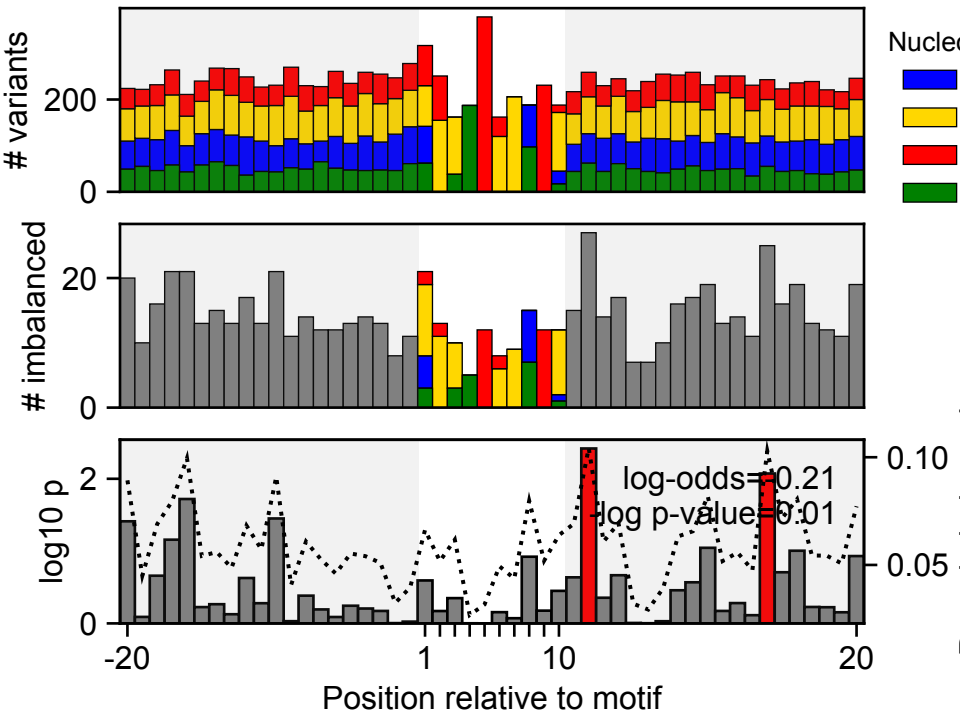 # variants
200
0
Nucleo
# imbalanced
20
0
log10 p
2
0
log-odds=-0.21
-log p-value=0.01
0.10
0.05
-20
1
10
20
Position relative to motif